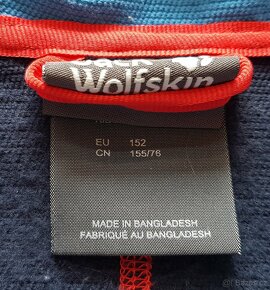 Wolfskin
EU 152
CN 155/76
MADE IN BANGLADESH
FABRIQUÉ AU BANGLADESH